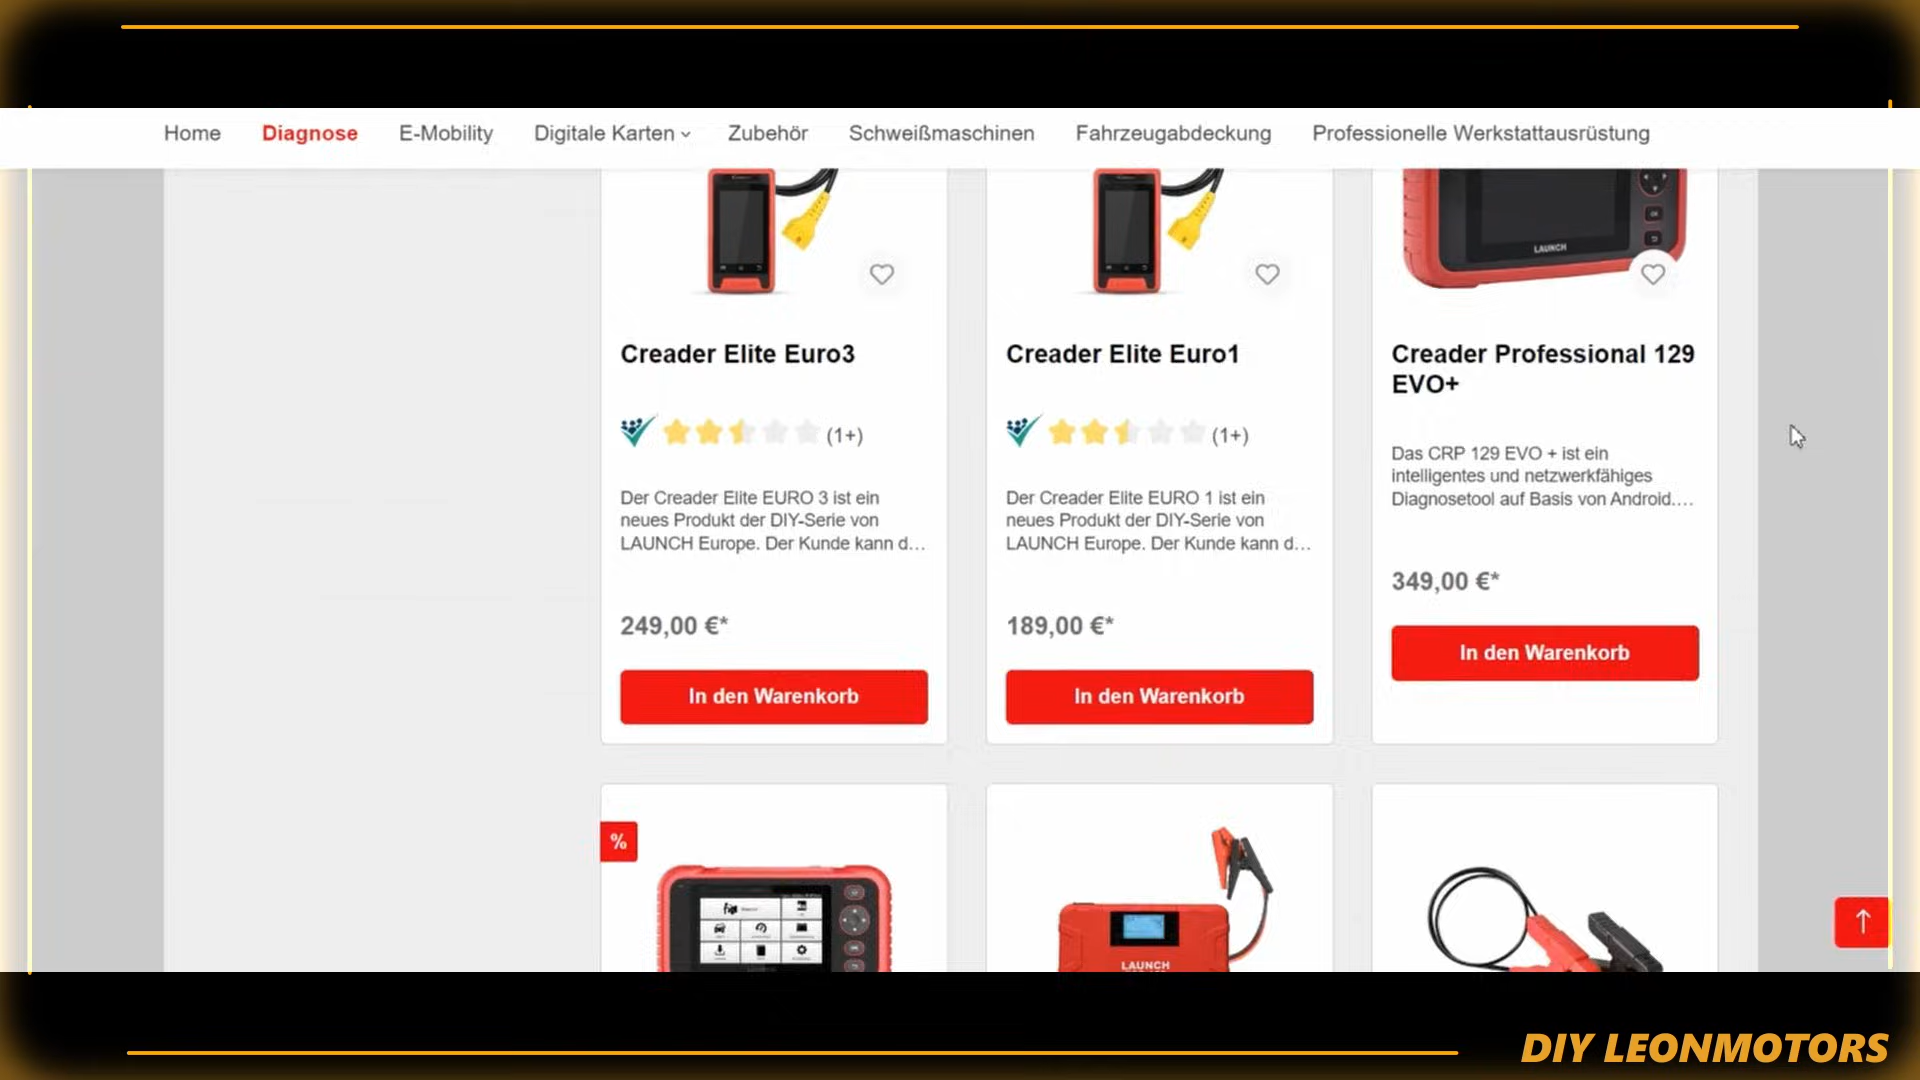 Home Diagnose E-Mobility Digitale Karten Zubehör Schweißmaschinen Fahrzeugabdeckung Professionelle Werkstattausrüstung
LAUNCH
Creader Elite Euro3
(1+)
Der Creader Elite EURO 3 ist ein
neues Produkt der DIY-Serie von
LAUNCH Europe. Der Kunde kann d...
249,00 €*
In den Warenkorb
Creader Elite Euro1
(1+)
Der Creader Elite EURO 1 ist ein
neues Produkt der DIY-Serie von
LAUNCH Europe. Der Kunde kann d...
189,00 €*
In den Warenkorb
Creader Professional 129
EVO+
Das CRP 129 EVO + ist ein
intelligentes und netzwerkfähiges
Diagnosetool auf Basis von Android....
349,00 €*
In den Warenkorb
%
LAUNCH
DIY LEONMOTORS